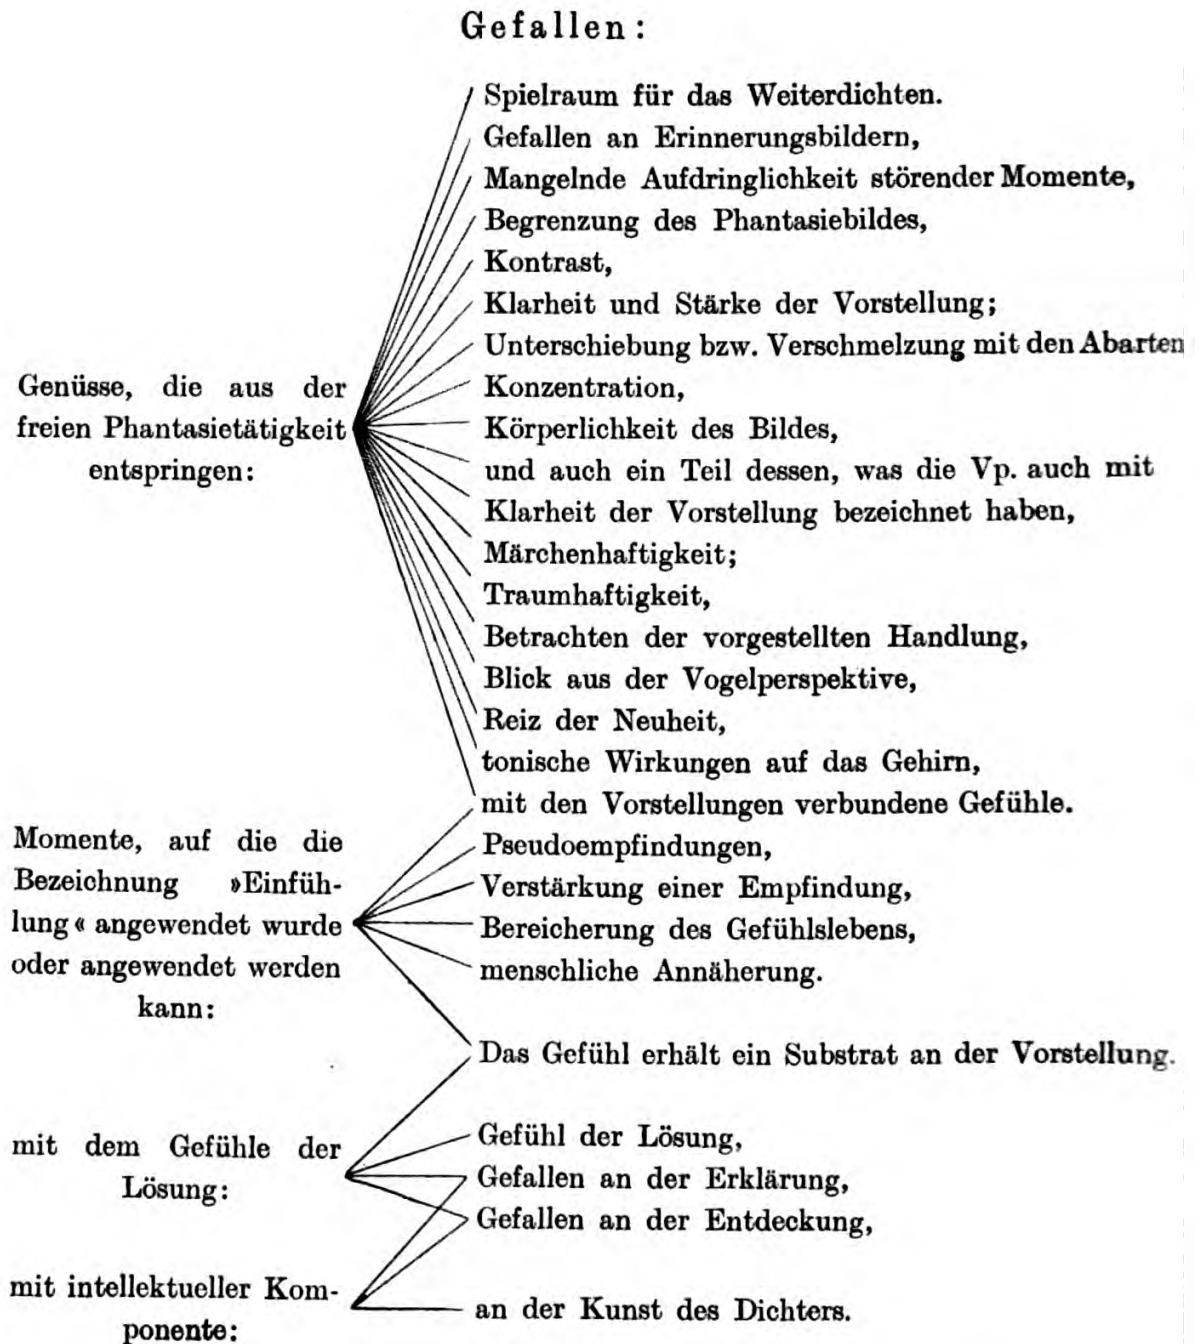 Gefallen:
Spielraum für das Weiterdichten.
Gefallen an Erinnerungsbildern,
Mangelnde Aufdringlichkeit störender Momente,
Begrenzung des Phantasiebildes,
Kontrast,
Klarheit und Stärke der Vorstellung;
Unterschiebung bzw. Verschmelzung mit den Abarten
Genüsse, die aus der
freien Phantasietätigkeit
entspringen:
Konzentration,
Körperlichkeit des Bildes,
und auch ein Teil dessen, was die Vp. auch mit
Klarheit der Vorstellung bezeichnet haben,
Märchenhaftigkeit;
Traumhaftigkeit,
Betrachten der vorgestellten Handlung,
Blick aus der Vogelperspektive,
Reiz der Neuheit,
tonische Wirkungen auf das Gehirn,
mit den Vorstellungen verbundene Gefühle.
Momente, auf die die
Bezeichnung »Einfüh-
lung« angewendet wurde
oder angewendet werden
kann:
Pseudoempfindungen,
Verstärkung einer Empfindung,
Bereicherung des Gefühlslebens,
menschliche Annäherung.
Das Gefühl erhält ein Substrat an der Vorstellung.
mit dem Gefühle der
Lösung:
Gefühl der Lösung,
Gefallen an der Erklärung,
Gefallen an der Entdeckung,
mit intellektueller Kom-
ponente:
an der Kunst des Dichters.